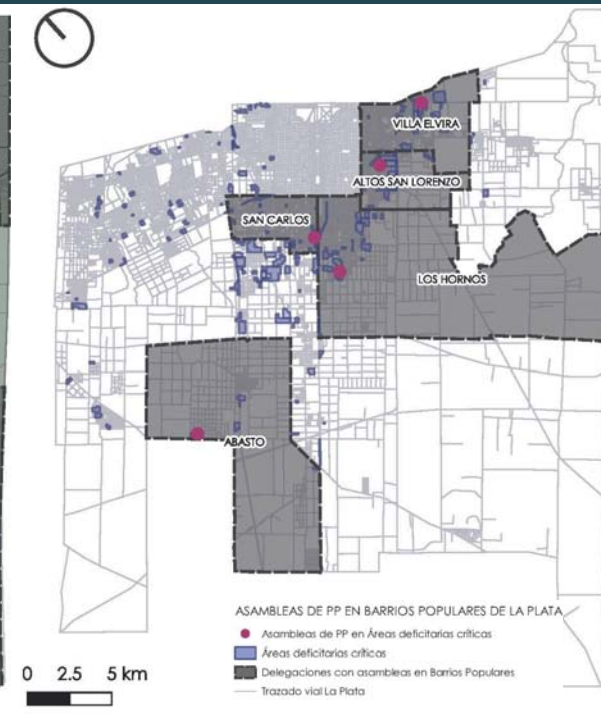 VILLA ELVIRA
ALTOS SAN LORENZO
SAN CARLOS
LOS HORNOS
ABASTO
ASAMBLEAS DE PP EN BARRIOS POPULARES DE LA PLATA
Asambleas de PP en Áreas deficitarias críticas
Áreas deficitarias críticas
Delegaciones con asambleas en Barrios Populares
Trazado vial La Plata
0 2.5 5 km